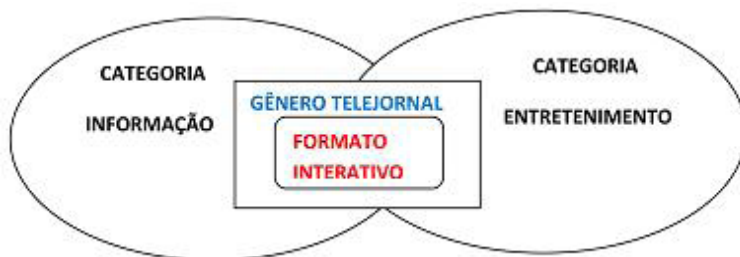 CATEGORIA
INFORMAÇÃO
GÊNERO TELEJORNAL
FORMATO
INTERATIVO
CATEGORIA
ENTRETENIMENTO